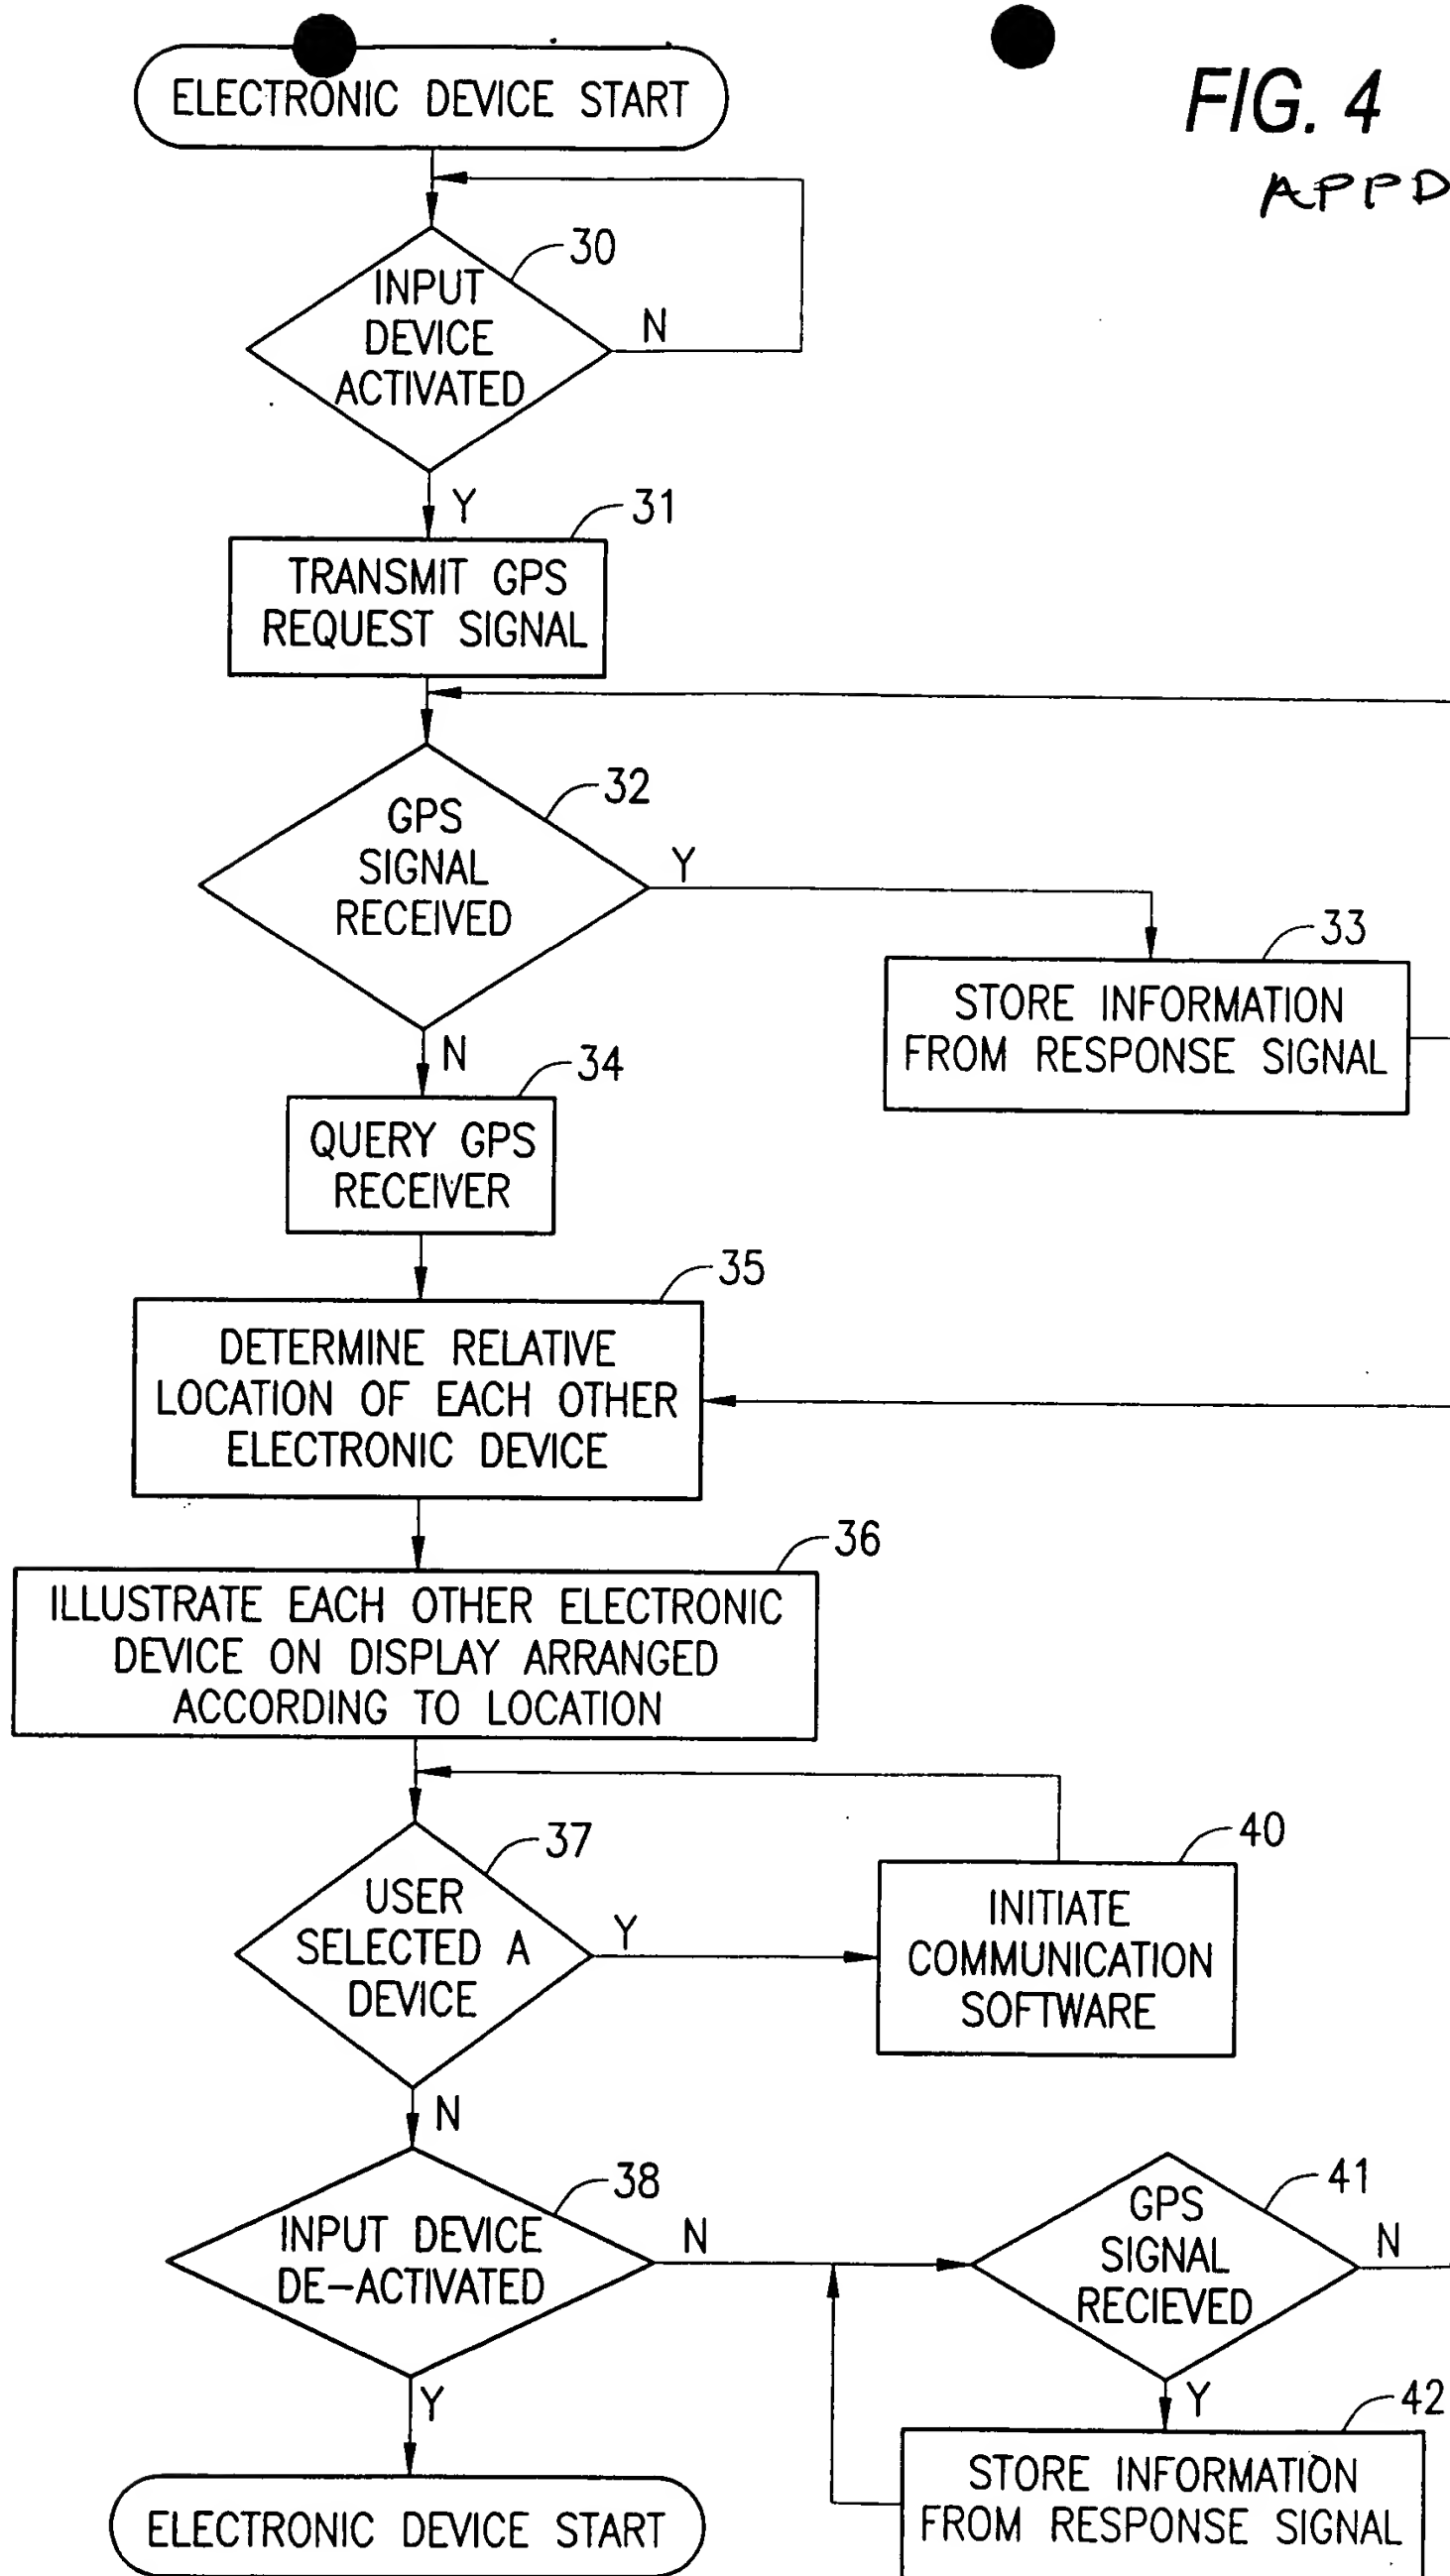 ELECTRONIC DEVICE START
FIG. 4
APPD
30
INPUT
DEVICE
ACTIVATED
N
Y
31
TRANSMIT GPS
REQUEST SIGNAL
32
GPS
SIGNAL
RECEIVED
Y
33
STORE INFORMATION
FROM RESPONSE SIGNAL
N
34
QUERY GPS
RECEIVER
35
DETERMINE RELATIVE
LOCATION OF EACH OTHER
ELECTRONIC DEVICE
36
ILLUSTRATE EACH OTHER ELECTRONIC
DEVICE ON DISPLAY ARRANGED
ACCORDING TO LOCATION
37
USER
SELECTED A
DEVICE
Y
40
INITIATE
COMMUNICATION
SOFTWARE
N
38
INPUT DEVICE
DE-ACTIVATED
N
41
GPS
SIGNAL
RECIEVED
N
Y
Y
42
STORE INFORMATION
FROM RESPONSE SIGNAL
ELECTRONIC DEVICE START